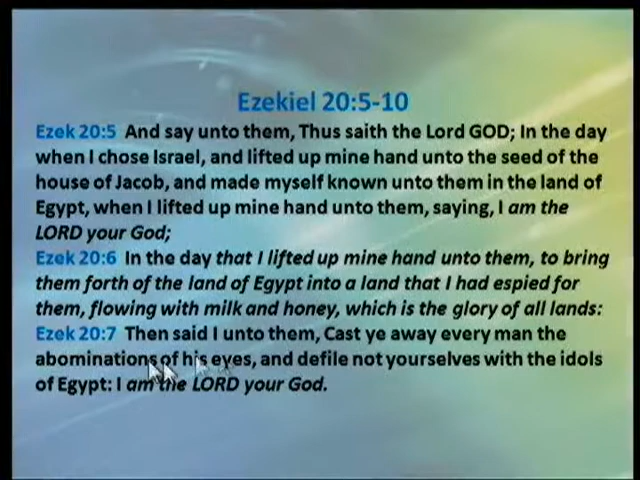 Ezekiel 20:5-10
Ezek 20:5 And say unto them, Thus saith the Lord GOD; In the day
when I chose Israel, and lifted up mine hand unto the seed of the
house of Jacob, and made myself known unto them in the land of
Egypt, when I lifted up mine hand unto them, saying, I am the
LORD your God;
Ezek 20:6 In the day that I lifted up mine hand unto them, to bring
them forth of the land of Egypt into a land that I had espied for
them, flowing with milk and honey, which is the glory of all lands:
Ezek 20:7 Then said I unto them, Cast ye away every man the
abominations of his eyes, and defile not yourselves with the idols
of Egypt: I am the LORD your God.